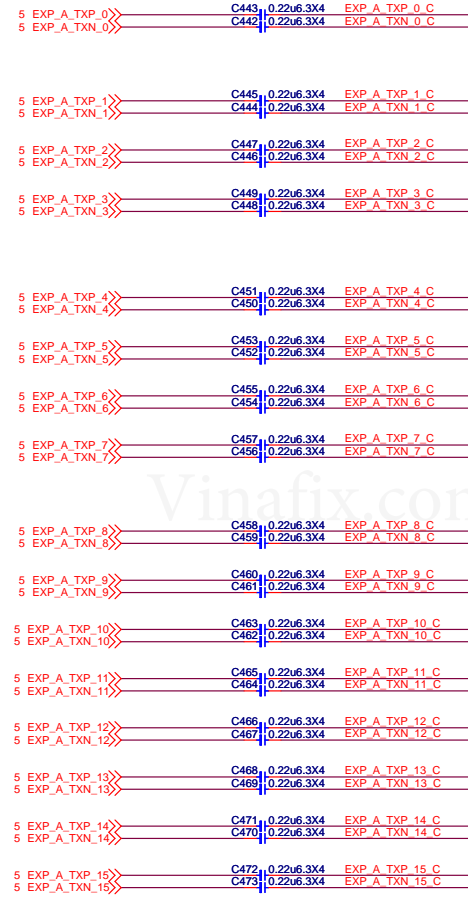 5 EXP_A_TXP_0 C443 0.22u6.3X4 EXP_A_TXP_0_C
5 EXP_A_TXN_0 C442 0.22u6.3X4 EXP_A_TXN_0_C
5 EXP_A_TXP_1 C445 0.22u6.3X4 EXP_A_TXP_1_C
5 EXP_A_TXN_1 C444 0.22u6.3X4 EXP_A_TXN_1_C
5 EXP_A_TXP_2 C447 0.22u6.3X4 EXP_A_TXP_2_C
5 EXP_A_TXN_2 C446 0.22u6.3X4 EXP_A_TXN_2_C
5 EXP_A_TXP_3 C449 0.22u6.3X4 EXP_A_TXP_3_C
5 EXP_A_TXN_3 C448 0.22u6.3X4 EXP_A_TXN_3_C
5 EXP_A_TXP_4 C451 0.22u6.3X4 EXP_A_TXP_4_C
5 EXP_A_TXN_4 C450 0.22u6.3X4 EXP_A_TXN_4_C
5 EXP_A_TXP_5 C453 0.22u6.3X4 EXP_A_TXP_5_C
5 EXP_A_TXN_5 C452 0.22u6.3X4 EXP_A_TXN_5_C
5 EXP_A_TXP_6 C455 0.22u6.3X4 EXP_A_TXP_6_C
5 EXP_A_TXN_6 C454 0.22u6.3X4 EXP_A_TXN_6_C
5 EXP_A_TXP_7 C457 0.22u6.3X4 EXP_A_TXP_7_C
5 EXP_A_TXN_7 C456 0.22u6.3X4 EXP_A_TXN_7_C
Vinafix.com
5 EXP_A_TXP_8 C458 0.22u6.3X4 EXP_A_TXP_8_C
5 EXP_A_TXN_8 C459 0.22u6.3X4 EXP_A_TXN_8_C
5 EXP_A_TXP_9 C460 0.22u6.3X4 EXP_A_TXP_9_C
5 EXP_A_TXN_9 C461 0.22u6.3X4 EXP_A_TXN_9_C
5 EXP_A_TXP_10 C463 0.22u6.3X4 EXP_A_TXP_10_C
5 EXP_A_TXN_10 C462 0.22u6.3X4 EXP_A_TXN_10_C
5 EXP_A_TXP_11 C465 0.22u6.3X4 EXP_A_TXP_11_C
5 EXP_A_TXN_11 C464 0.22u6.3X4 EXP_A_TXN_11_C
5 EXP_A_TXP_12 C466 0.22u6.3X4 EXP_A_TXP_12_C
5 EXP_A_TXN_12 C467 0.22u6.3X4 EXP_A_TXN_12_C
5 EXP_A_TXP_13 C468 0.22u6.3X4 EXP_A_TXP_13_C
5 EXP_A_TXN_13 C469 0.22u6.3X4 EXP_A_TXN_13_C
5 EXP_A_TXP_14 C471 0.22u6.3X4 EXP_A_TXP_14_C
5 EXP_A_TXN_14 C470 0.22u6.3X4 EXP_A_TXN_14_C
5 EXP_A_TXP_15 C472 0.22u6.3X4 EXP_A_TXP_15_C
5 EXP_A_TXN_15 C473 0.22u6.3X4 EXP_A_TXN_15_C